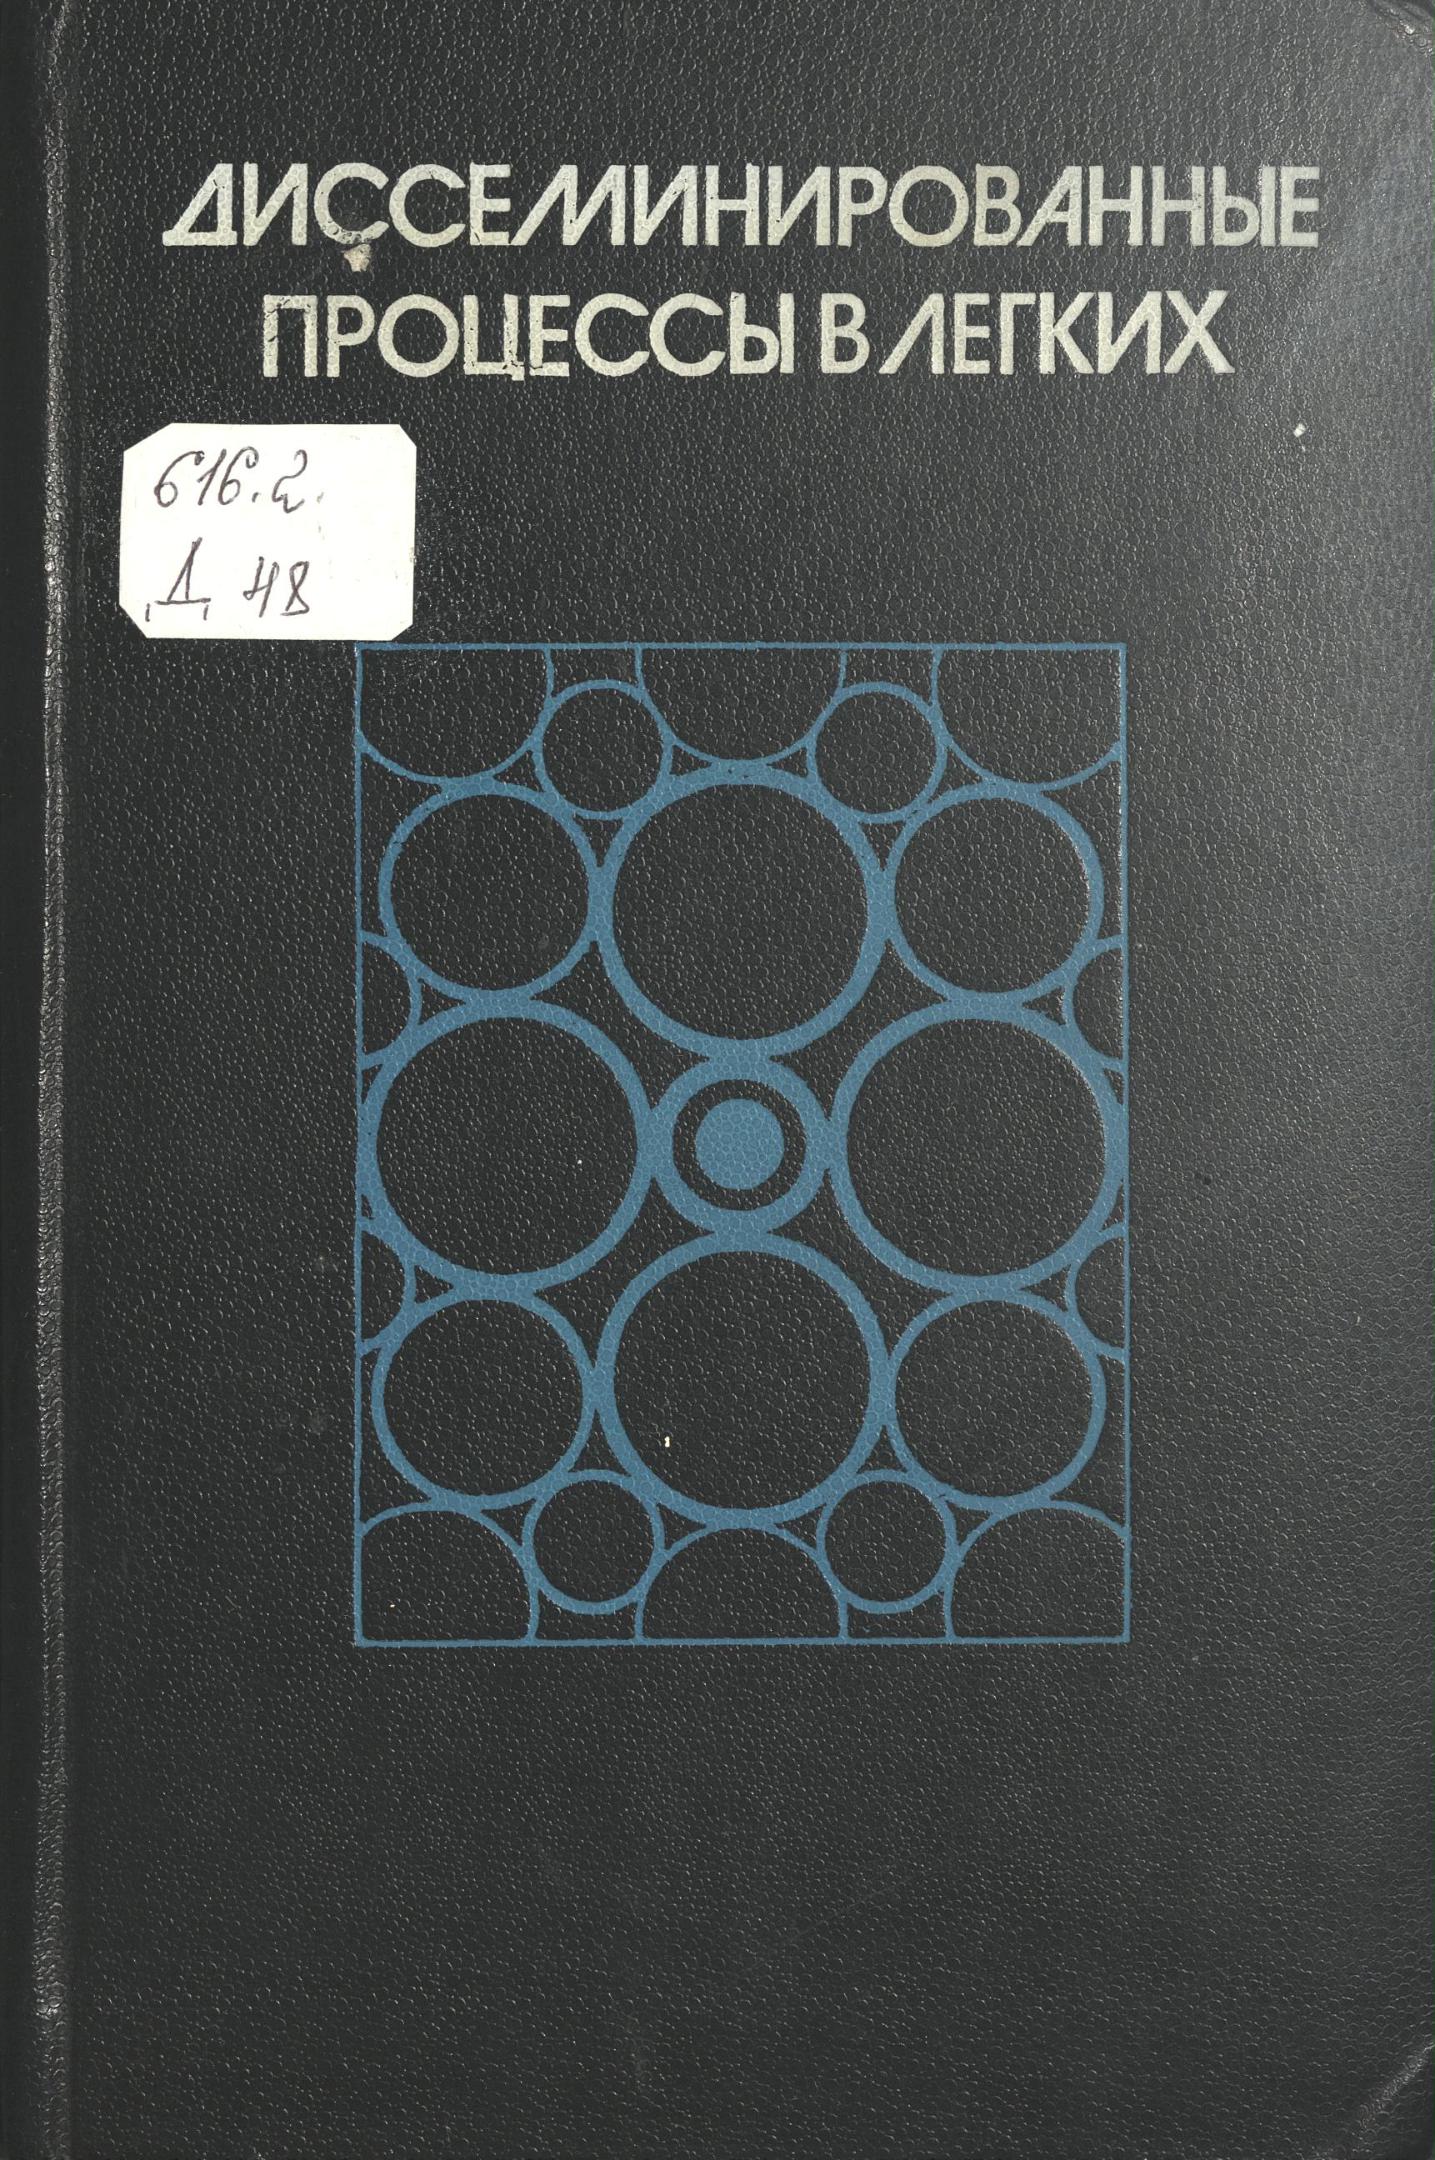 ДИССЕМИНИРОВАННЫЕ
ПРОЦЕССЫ В ЛЕГКИХ
616.2.
Д 48